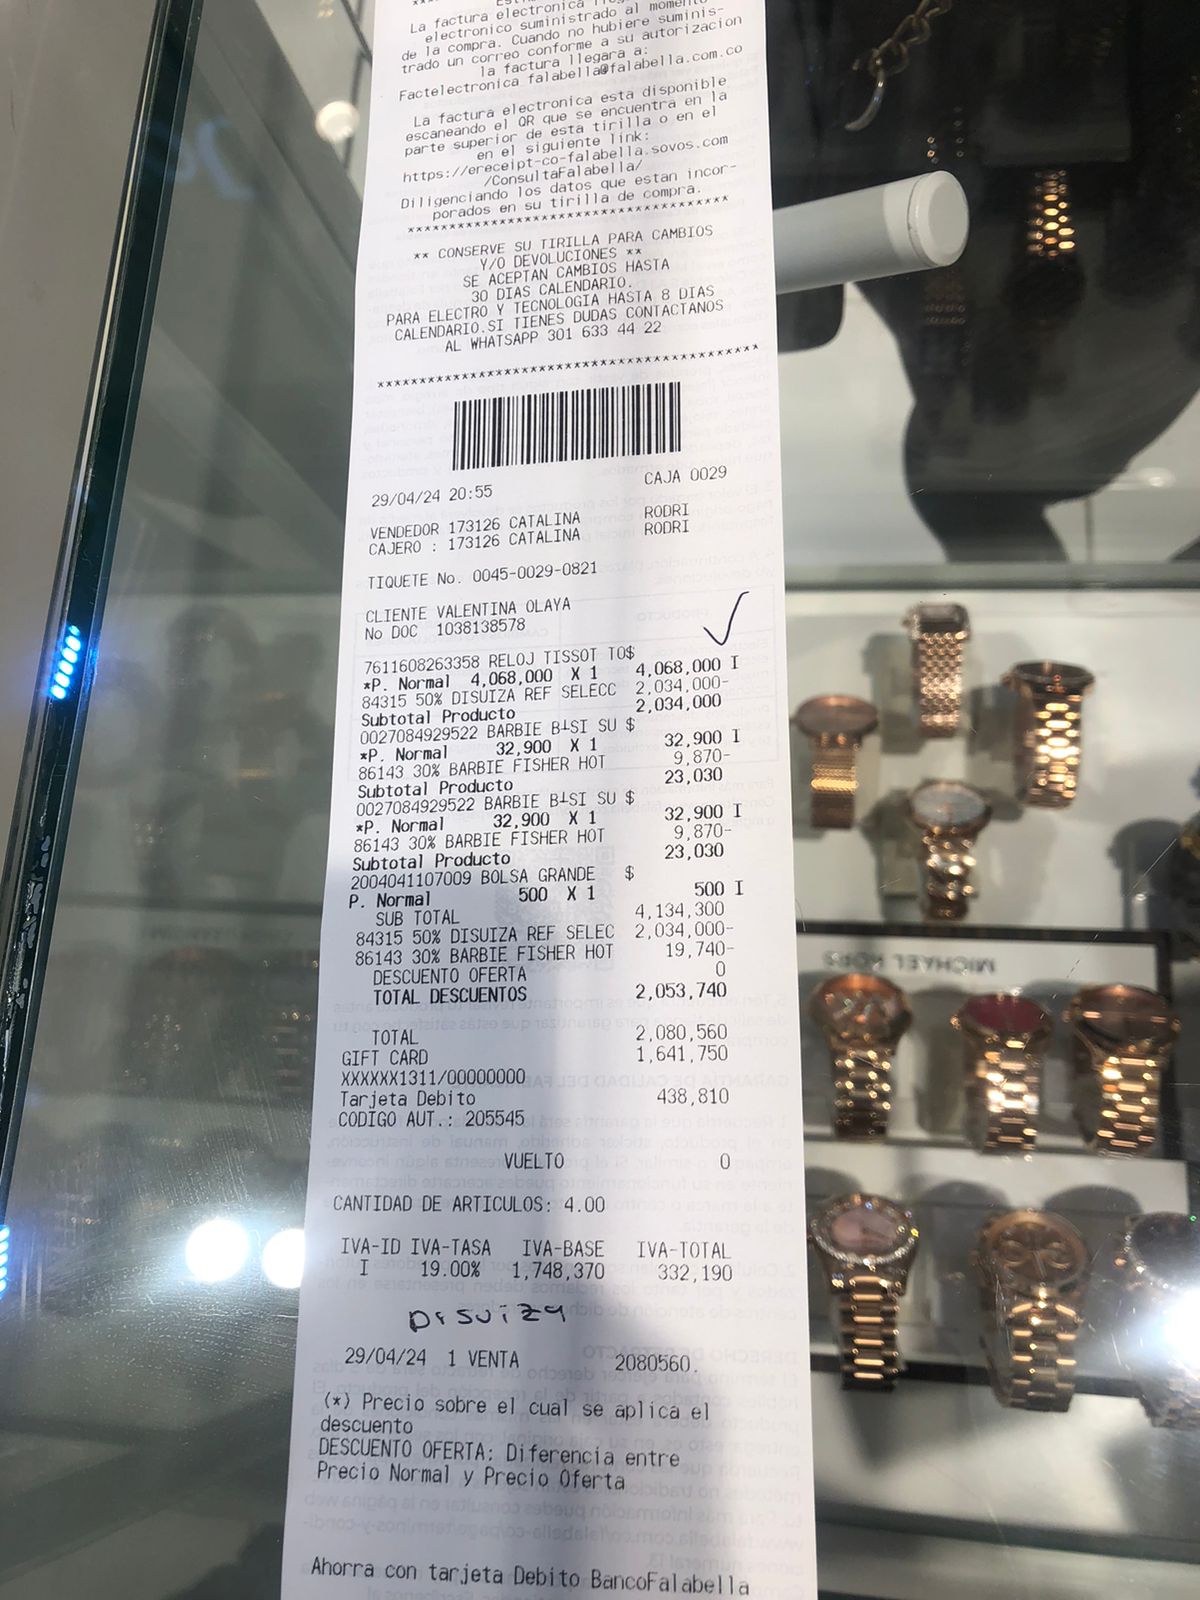 La factura electronica
electronico suministrado al momento
de la compra. Cuando no hubiere suminis-
trado un correo conforme a su autorizacion
la factura llegara a:
Factelectronica falabella@falabella.com.co
La factura electronica esta disponible
escaneando el QR que se encuentra en la
parte superior de esta tirilla o en el
en el siguiente link:
https://ereceipt-co-falabella.sovos.com
/ConsultaFalabella/
Diligenciando los datos que estan incor-
porados en su tirilla de compra.
****************************************
** CONSERVE SU TIRILLA PARA CAMBIOS
Y/O DEVOLUCIONES **
SE ACEPTAN CAMBIOS HASTA
30 DIAS CALENDARIO.
PARA ELECTRO Y TECNOLOGIA HASTA 8 DIAS
CALENDARIO.SI TIENES DUDAS CONTACTANOS
AL WHATSAPP 301 633 44 22
****************************************
29/04/24 20:55 CAJA 0029
VENDEDOR 173126 CATALINA RODRI
CAJERO : 173126 CATALINA RODRI
TIQUETE No. 0045-0029-0821
CLIENTE VALENTINA OLAYA
No DOC 1038138578
7611608263358 RELOJ TISSOT TO$
*P. Normal 4,068,000 X 1 4,068,000 I
84315 50% DISUIZA REF SELECC 2,034,000-
Subtotal Producto 2,034,000
0027084929522 BARBIE B┴SI SU $
*P. Normal 32,900 X 1 32,900 I
86143 30% BARBIE FISHER HOT 9,870-
Subtotal Producto 23,030
0027084929522 BARBIE B┴SI SU $
*P. Normal 32,900 X 1 32,900 I
86143 30% BARBIE FISHER HOT 9,870-
Subtotal Producto 23,030
2004041107009 BOLSA GRANDE $
P. Normal 500 X 1 500 I
SUB TOTAL 4,134,300
84315 50% DISUIZA REF SELEC 2,034,000-
86143 30% BARBIE FISHER HOT 19,740-
DESCUENTO OFERTA 0
TOTAL DESCUENTOS 2,053,740
TOTAL 2,080,560
GIFT CARD 1,641,750
XXXXXX1311/00000000
Tarjeta Debito 438,810
CODIGO AUT.: 205545
VUELTO 0
CANTIDAD DE ARTICULOS: 4.00
IVA-ID IVA-TASA IVA-BASE IVA-TOTAL
I 19.00% 1,748,370 332,190
DISUIZA
29/04/24 1 VENTA 2080560.
(*) Precio sobre el cual se aplica el
descuento
DESCUENTO OFERTA: Diferencia entre
Precio Normal y Precio Oferta
Ahorra con tarjeta Debito BancoFalabella
MICHAEL KORS